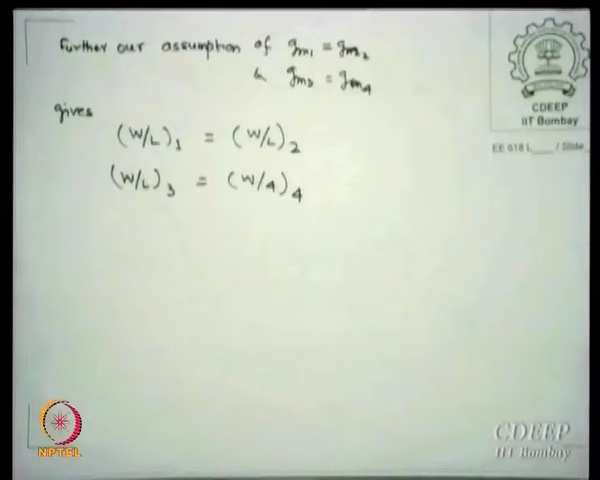 Further our assumption of gm1 = gm2
& gm3 = gm4
gives
(W/L)1 = (W/L)2
(W/L)3 = (W/A)4
CDEEP
IIT Bombay
EE 618 L___ / Slide
NPTEL
CDEEP
IIT Bombay